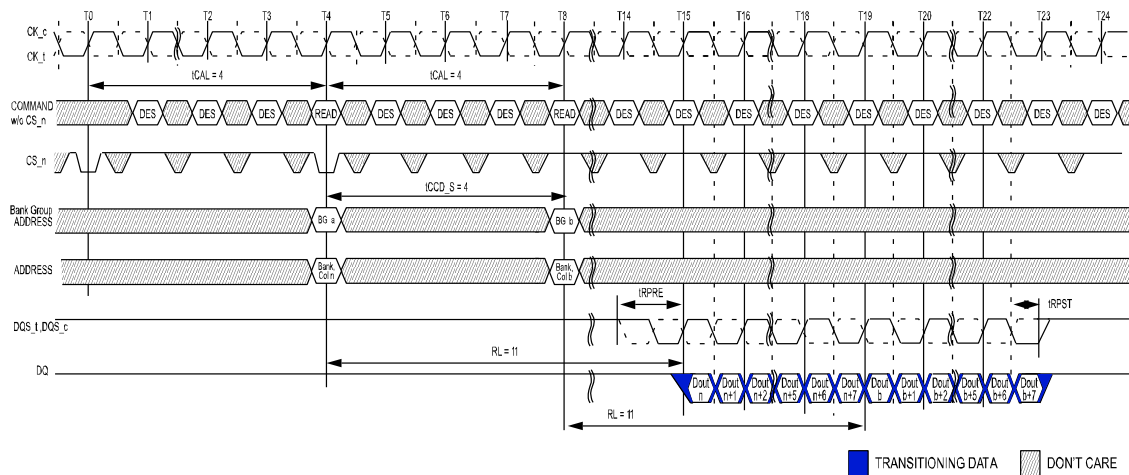 T0 T1 T2 T3 T4 T5 T6 T7 T8 T14 T15 T16 T18 T19 T20 T22 T23 T24
CK_c
CK_t
tCAL = 4 tCAL = 4
COMMAND
w/o CS_n
DES DES DES READ DES DES DES READ DES DES DES DES DES DES DES DES DES
CS_n
tCCD_S = 4
Bank Group
ADDRESS
BG a BG b
ADDRESS
Bank, Bank,
Col n Col b
tRPRE tRPST
DQS_t ,DQS_c
RL = 11
DQ
Dout Dout Dout Dout Dout Dout Dout Dout Dout Dout Dout Dout
n n+1 n+2 n+5 n+6 n+7 b b+1 b+2 b+5 b+6 b+7
RL = 11
TRANSITIONING DATA DON'T CARE